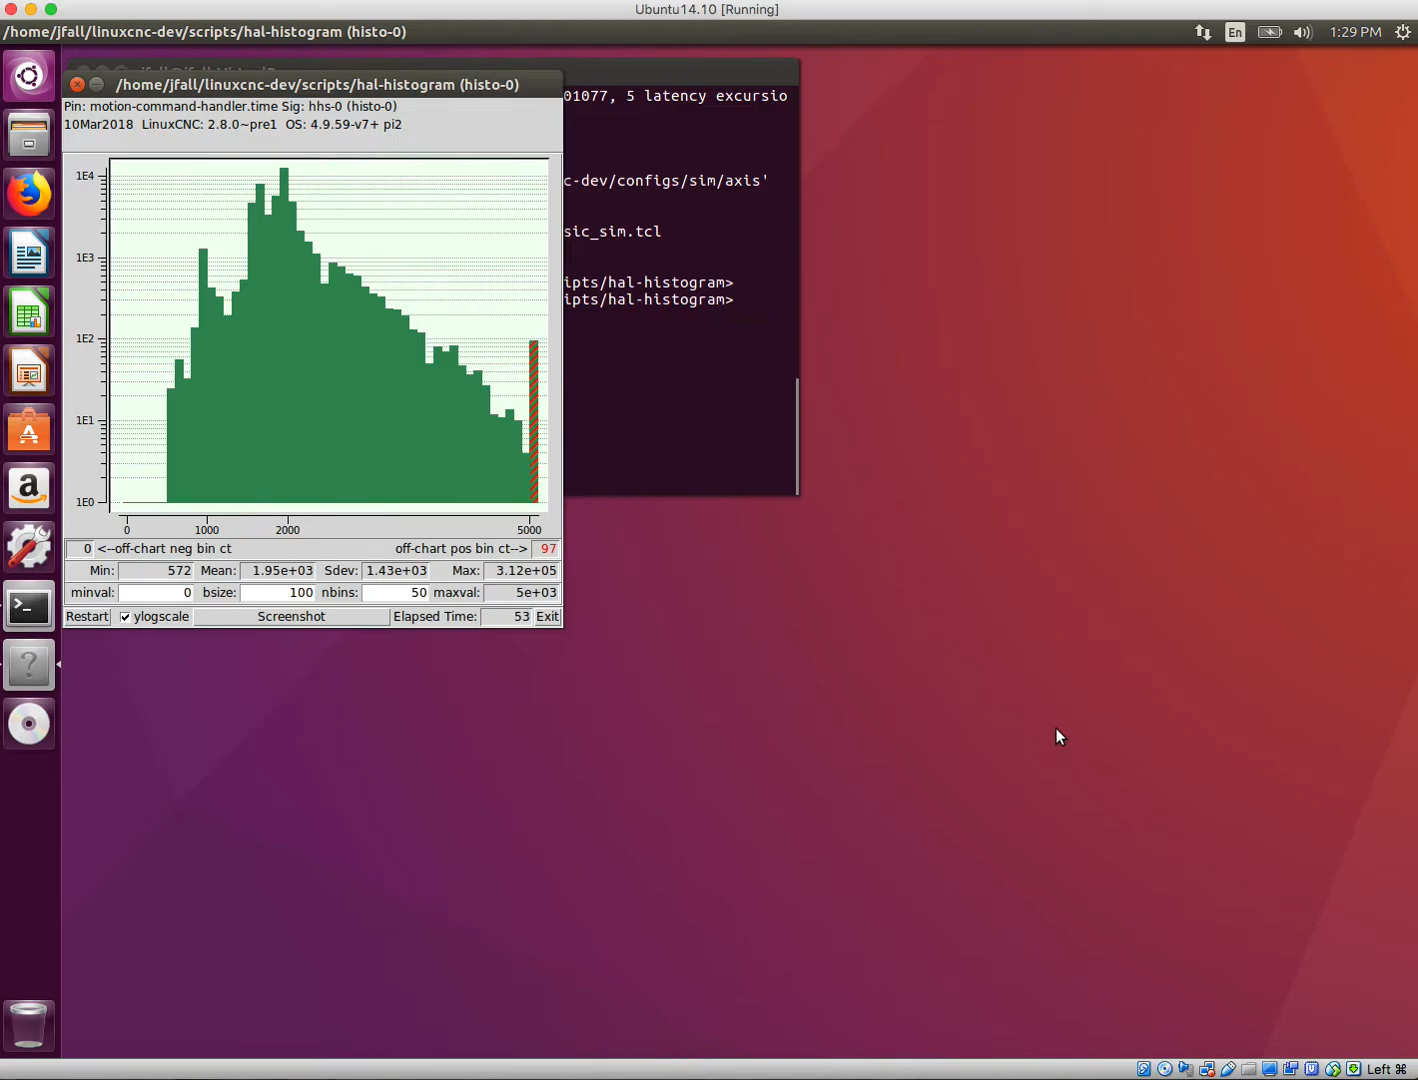 Ubuntu14.10 [Running]
/home/jfall/linuxcnc-dev/scripts/hal-histogram (histo-0)
En
1:29 PM
/home/jfall/linuxcnc-dev/scripts/hal-histogram (histo-0)
Pin: motion-command-handler.time Sig: hhs-0 (histo-0)
10Mar2018 LinuxCNC: 2.8.0~pre1 OS: 4.9.59-v7+ pi2
01077, 5 latency excursio
c-dev/configs/sim/axis'
sic_sim.tcl
ipts/hal-histogram>
ipts/hal-histogram>
1E4
1E3
1E2
1E1
1E0
0 1000 2000 5000
0 <--off-chart neg bin ct off-chart pos bin ct--> 97
Min: 572 Mean: 1.95e+03 Sdev: 1.43e+03 Max: 3.12e+05
minval: 0 bsize: 100 nbins: 50 maxval: 5e+03
Restart ylogscale Screenshot Elapsed Time: 53 Exit
Left ⌘